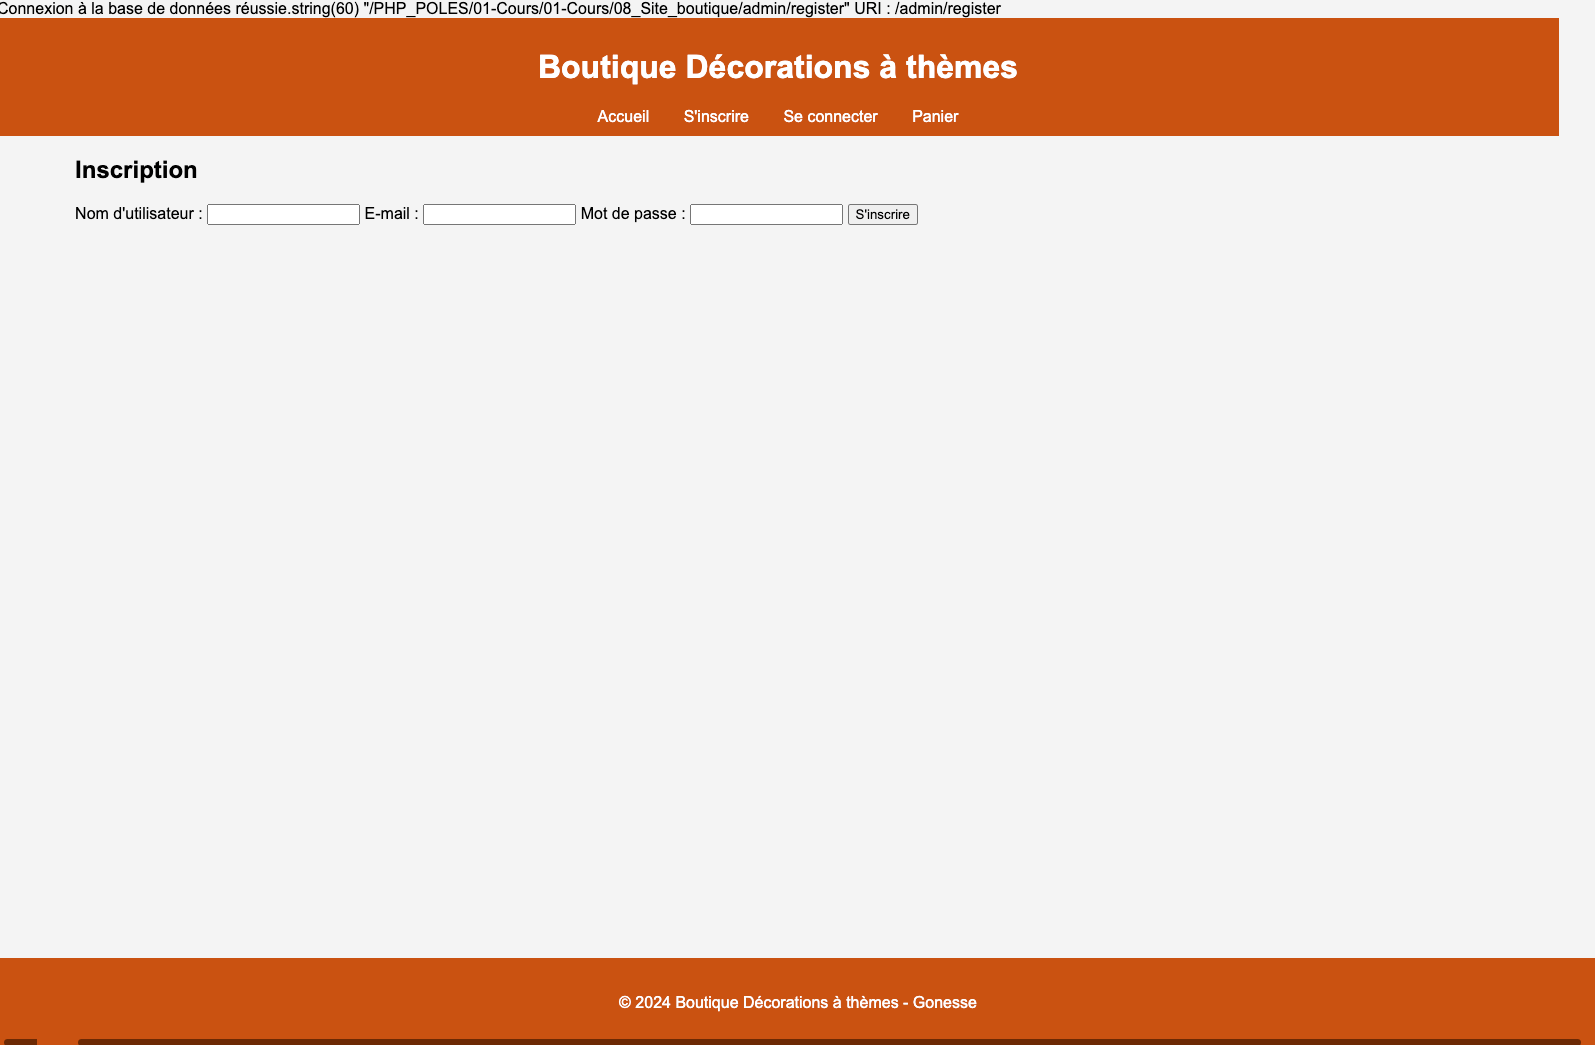 Connexion à la base de données réussie.string(60) "/PHP_POLES/01-Cours/01-Cours/08_Site_boutique/admin/register" URI : /admin/register
Boutique Décorations à thèmes
Accueil S'inscrire Se connecter Panier
Inscription
Nom d'utilisateur : E-mail : Mot de passe : S'inscrire
© 2024 Boutique Décorations à thèmes - Gonesse